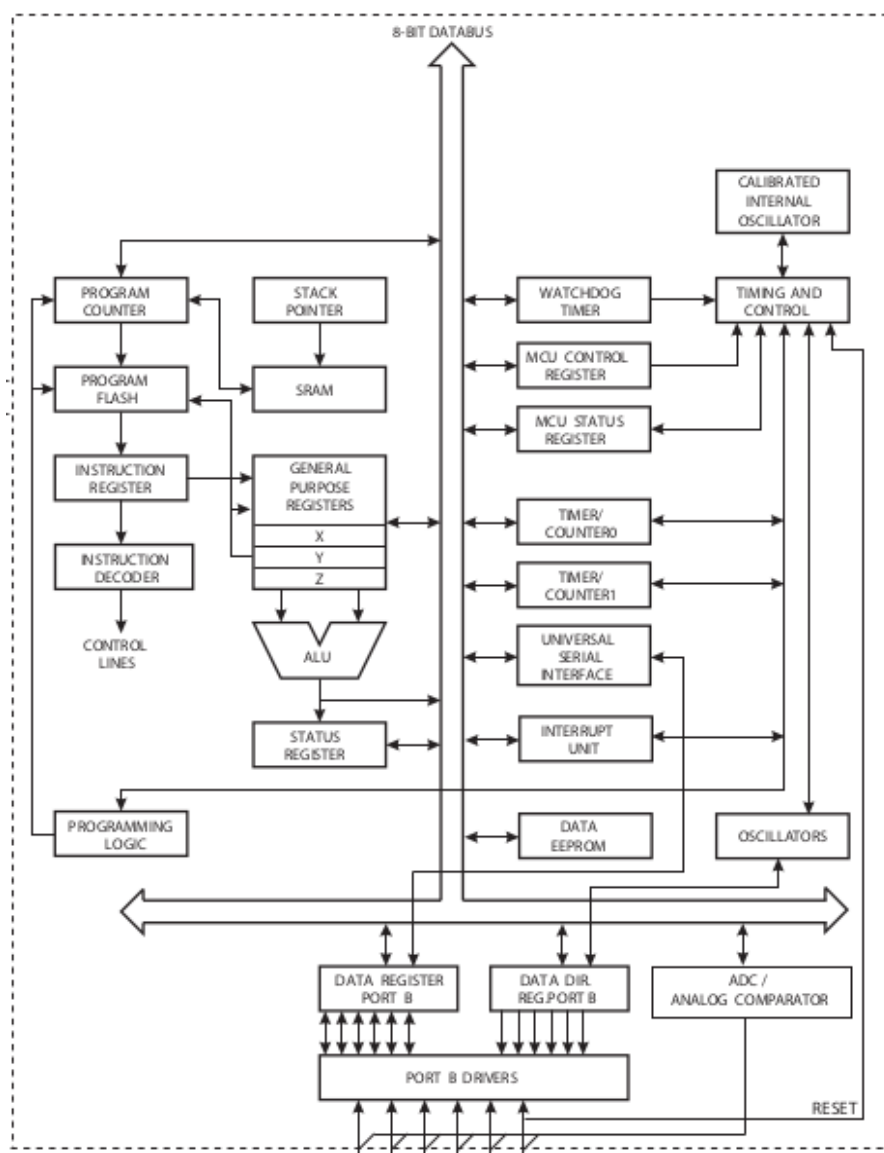 8-BIT DATABUS
CALIBRATED
INTERNAL
OSCILLATOR
PROGRAM
COUNTER
STACK
POINTER
WATCHDOG
TIMER
TIMING AND
CONTROL
PROGRAM
FLASH
SRAM
MCU CONTROL
REGISTER
MCU STATUS
REGISTER
INSTRUCTION
REGISTER
GENERAL
PURPOSE
REGISTERS
X
Y
Z
TIMER/
COUNTER0
INSTRUCTION
DECODER
TIMER/
COUNTER1
CONTROL
LINES
ALU
UNIVERSAL
SERIAL
INTERFACE
STATUS
REGISTER
INTERRUPT
UNIT
PROGRAMMING
LOGIC
DATA
EEPROM
OSCILLATORS
DATA REGISTER
PORT B
DATA DIR.
REG.PORT B
ADC /
ANALOG COMPARATOR
PORT B DRIVERS
RESET